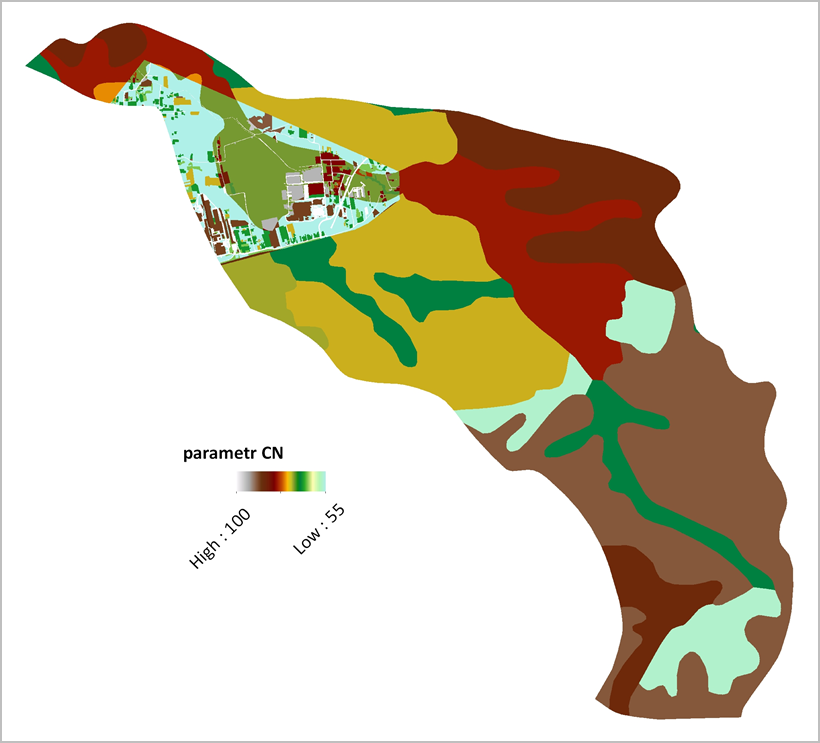 parametr CN
High : 100
Low : 55